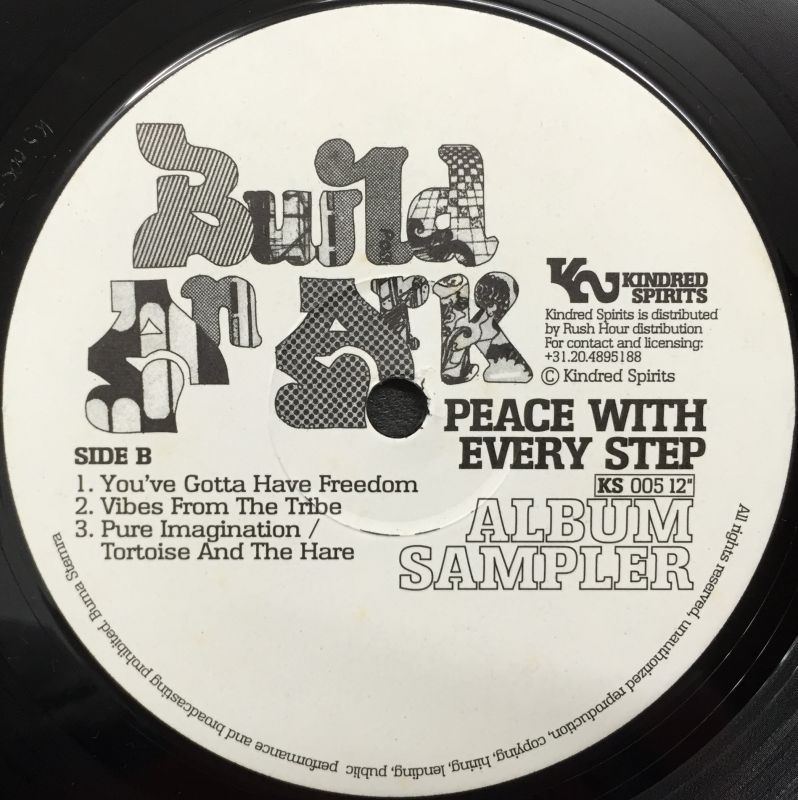 Build
An Ark
KINDRED
SPIRITS
Kindred Spirits is distributed
by Rush Hour distribution
For contact and licensing:
+31.20.4895188
© Kindred Spirits
PEACE WITH
EVERY STEP
KS 005 12"
ALBUM
SAMPLER
SIDE B
1. You've Gotta Have Freedom
2. Vibes From The Tribe
3. Pure Imagination /
Tortoise And The Hare
All rights reserved, unauthorized reproduction, copying, hiring, lending, public performance and broadcasting prohibited. Buma Stemra